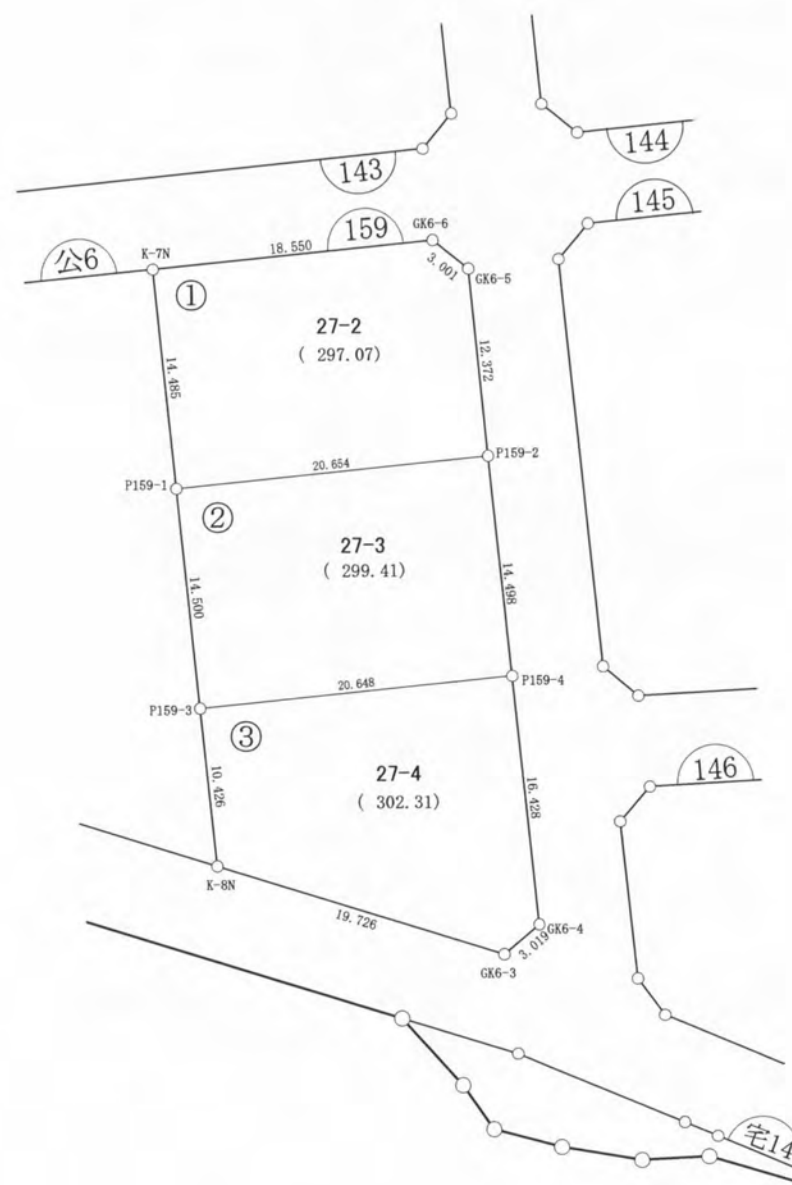 144
143
145
159
GK6-6
公6
K-7N
18.550
3.001
GK6-5
①
27-2
( 297.07)
12.372
14.485
P159-2
20.654
P159-1
②
27-3
( 299.41)
14.498
14.500
P159-4
20.648
P159-3
③
146
27-4
( 302.31)
10.426
16.428
K-8N
19.726
GK6-4
3.019
GK6-3
宅14